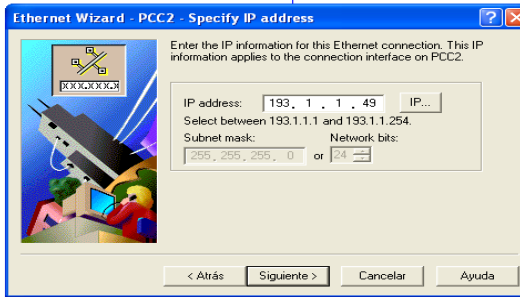 Ethernet Wizard - PCC2 - Specify IP address
xxx.xxx.x
Enter the IP information for this Ethernet connection. This IP
information applies to the connection interface on PCC2.
IP address: 193 . 1 . 1 . 49 IP...
Select between 193.1.1.1 and 193.1.1.254.
Subnet mask: Network bits:
255 . 255 . 255 . 0 or 24
< Atrás Siguiente > Cancelar Ayuda